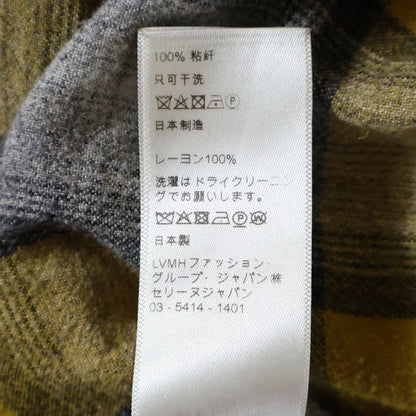 100% 粘纤
只可干洗
日本制造
レーヨン100%
洗濯はドライクリーニン
グでお願いします
日本製
LVMHファッション・
グループ・ジャパン㈱
セリーヌジャパン
03 - 5414 - 1401